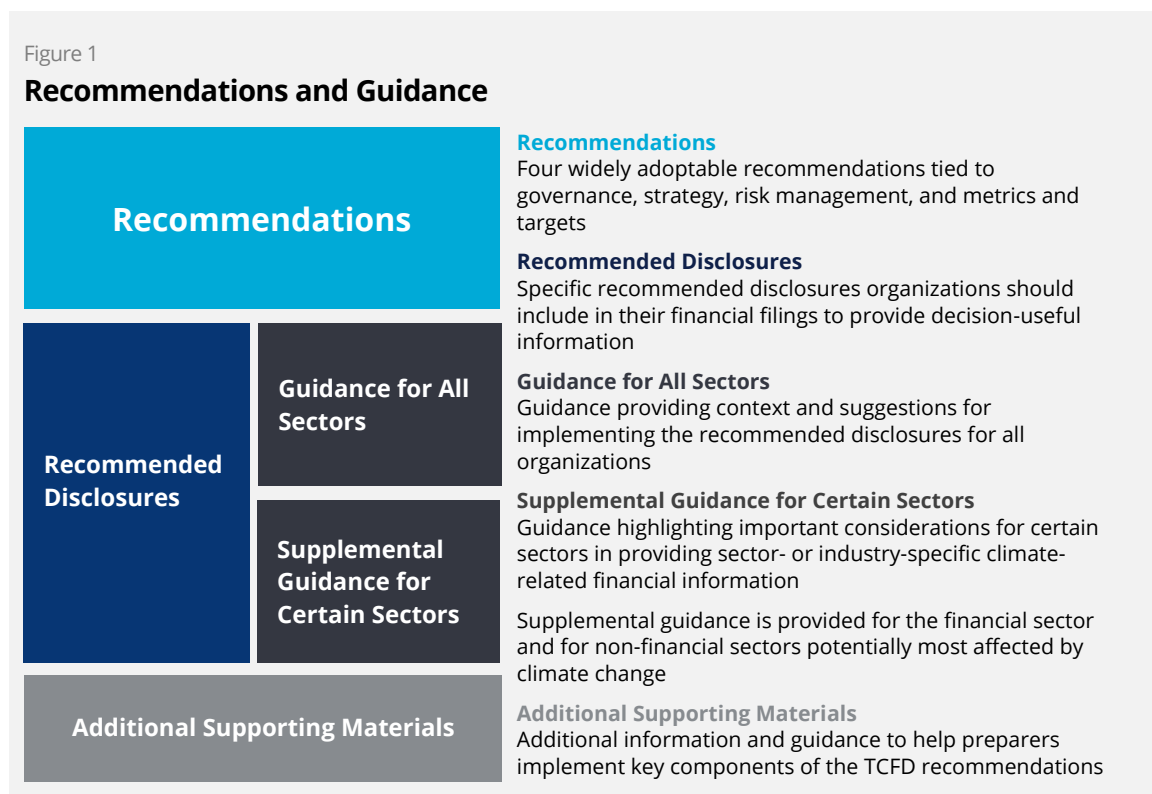 Figure 1
Recommendations and Guidance
Recommendations
Recommended
Disclosures
Guidance for All
Sectors
Supplemental
Guidance for
Certain Sectors
Additional Supporting Materials
Recommendations
Four widely adoptable recommendations tied to
governance, strategy, risk management, and metrics and
targets
Recommended Disclosures
Specific recommended disclosures organizations should
include in their financial filings to provide decision-useful
information
Guidance for All Sectors
Guidance providing context and suggestions for
implementing the recommended disclosures for all
organizations
Supplemental Guidance for Certain Sectors
Guidance highlighting important considerations for certain
sectors in providing sector- or industry-specific climate-
related financial information
Supplemental guidance is provided for the financial sector
and for non-financial sectors potentially most affected by
climate change
Additional Supporting Materials
Additional information and guidance to help preparers
implement key components of the TCFD recommendations